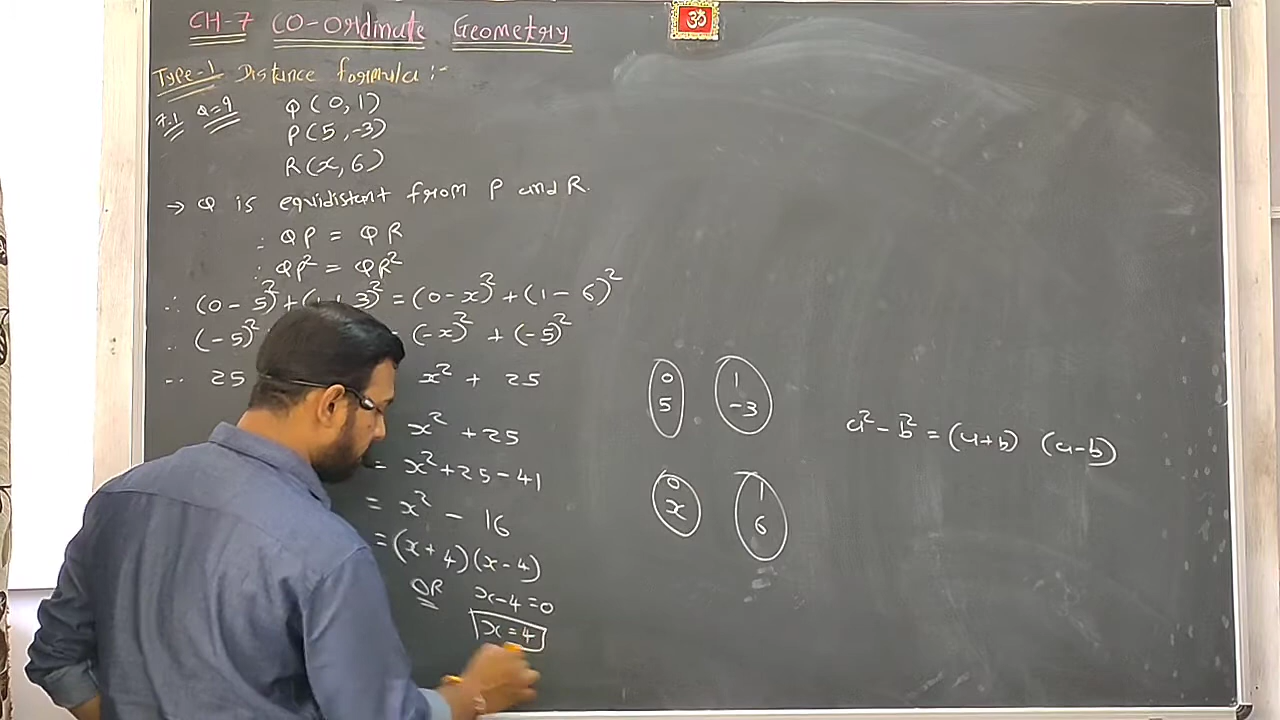 CH-7 CO-Ordinate Geometry
ॐ
Type-1 Distance formula :-
7.1 Q=9 Q(0,1)
P(5,-3)
R(x,6)
→ Q is equidistant from P and R.
∴ QP = QR
∴ QP² = QR²
∴ (0-5)²+(1+3)² = (0-x)²+(1-6)²
∴ (-5)² = (-x)² + (-5)²
∴ 25 x² + 25
x² + 25
= x²+25-41
= x² - 16
=(x+4)(x-4)
OR x-4=0
x=4
0
5
1
-3
0
x
1
6
a²-b²=(a+b) (a-b)